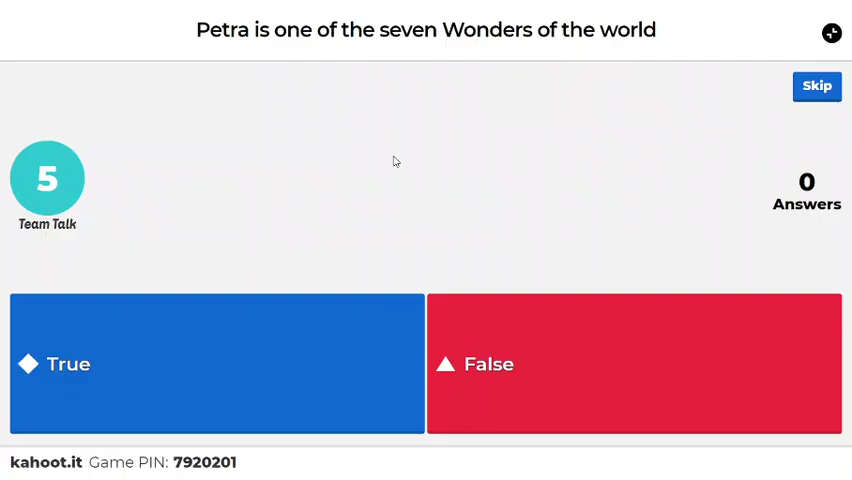 Petra is one of the seven Wonders of the world
Skip
5
Team Talk
0
Answers
True
False
kahoot.it Game PIN: 7920201